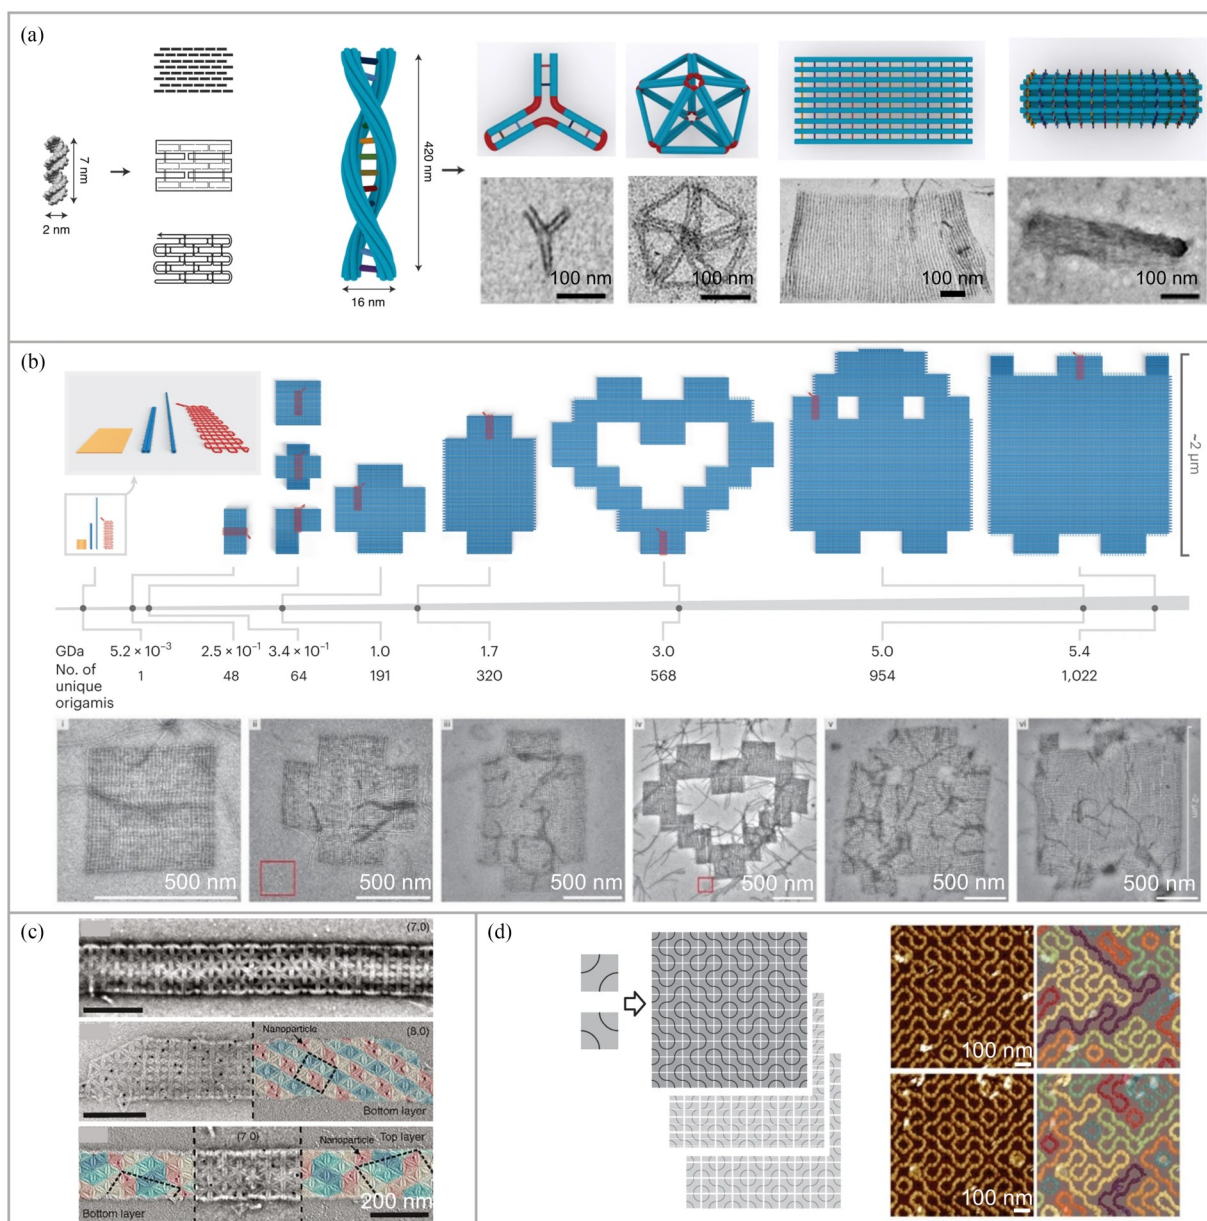 (a)
7 nm
2 nm
420 nm
16 nm
100 nm
100 nm
100 nm
100 nm
(b)
~2 μm
GDa 5.2 × 10⁻³ 2.5 × 10⁻¹ 3.4 × 10⁻¹ 1.0 1.7 3.0 5.0 5.4
No. of unique origamis 1 48 64 191 320 568 954 1,022
i ii iii iv v vi
~2 μm
500 nm 500 nm 500 nm 500 nm 500 nm 500 nm
(c)
(7,0)
Nanoparticle
(8,0)
Bottom layer
(7,0)
Nanoparticle
Top layer
Bottom layer
200 nm
(d)
100 nm
100 nm